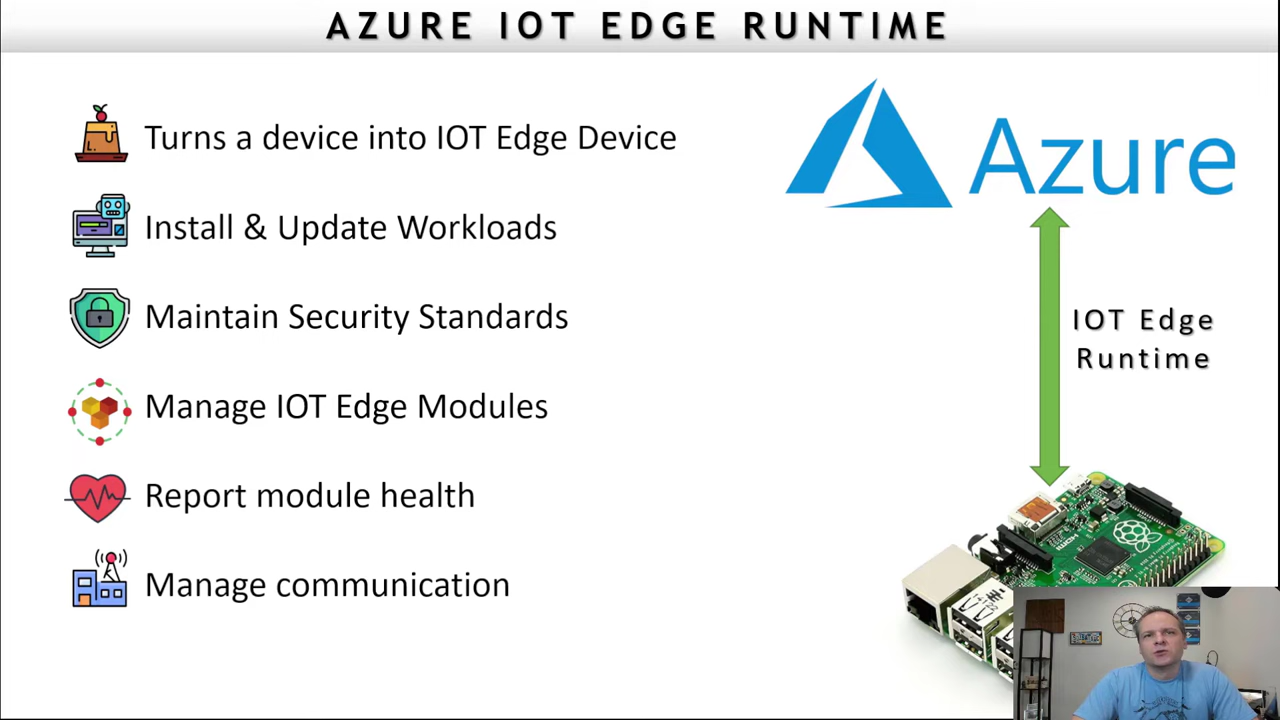 AZURE IOT EDGE RUNTIME
Turns a device into IOT Edge Device
Install & Update Workloads
Maintain Security Standards
Manage IOT Edge Modules
Report module health
Manage communication
Azure
IOT Edge
Runtime
HDMI